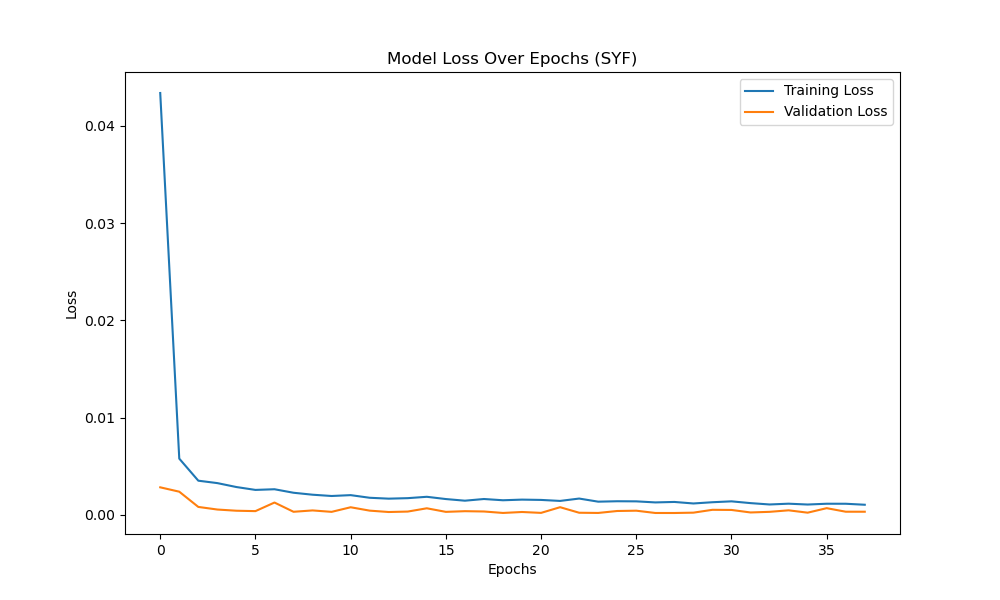 Model Loss Over Epochs (SYF)
Training Loss
Validation Loss
0.04
0.03
0.02
0.01
0.00
Loss
0 5 10 15 20 25 30 35
Epochs